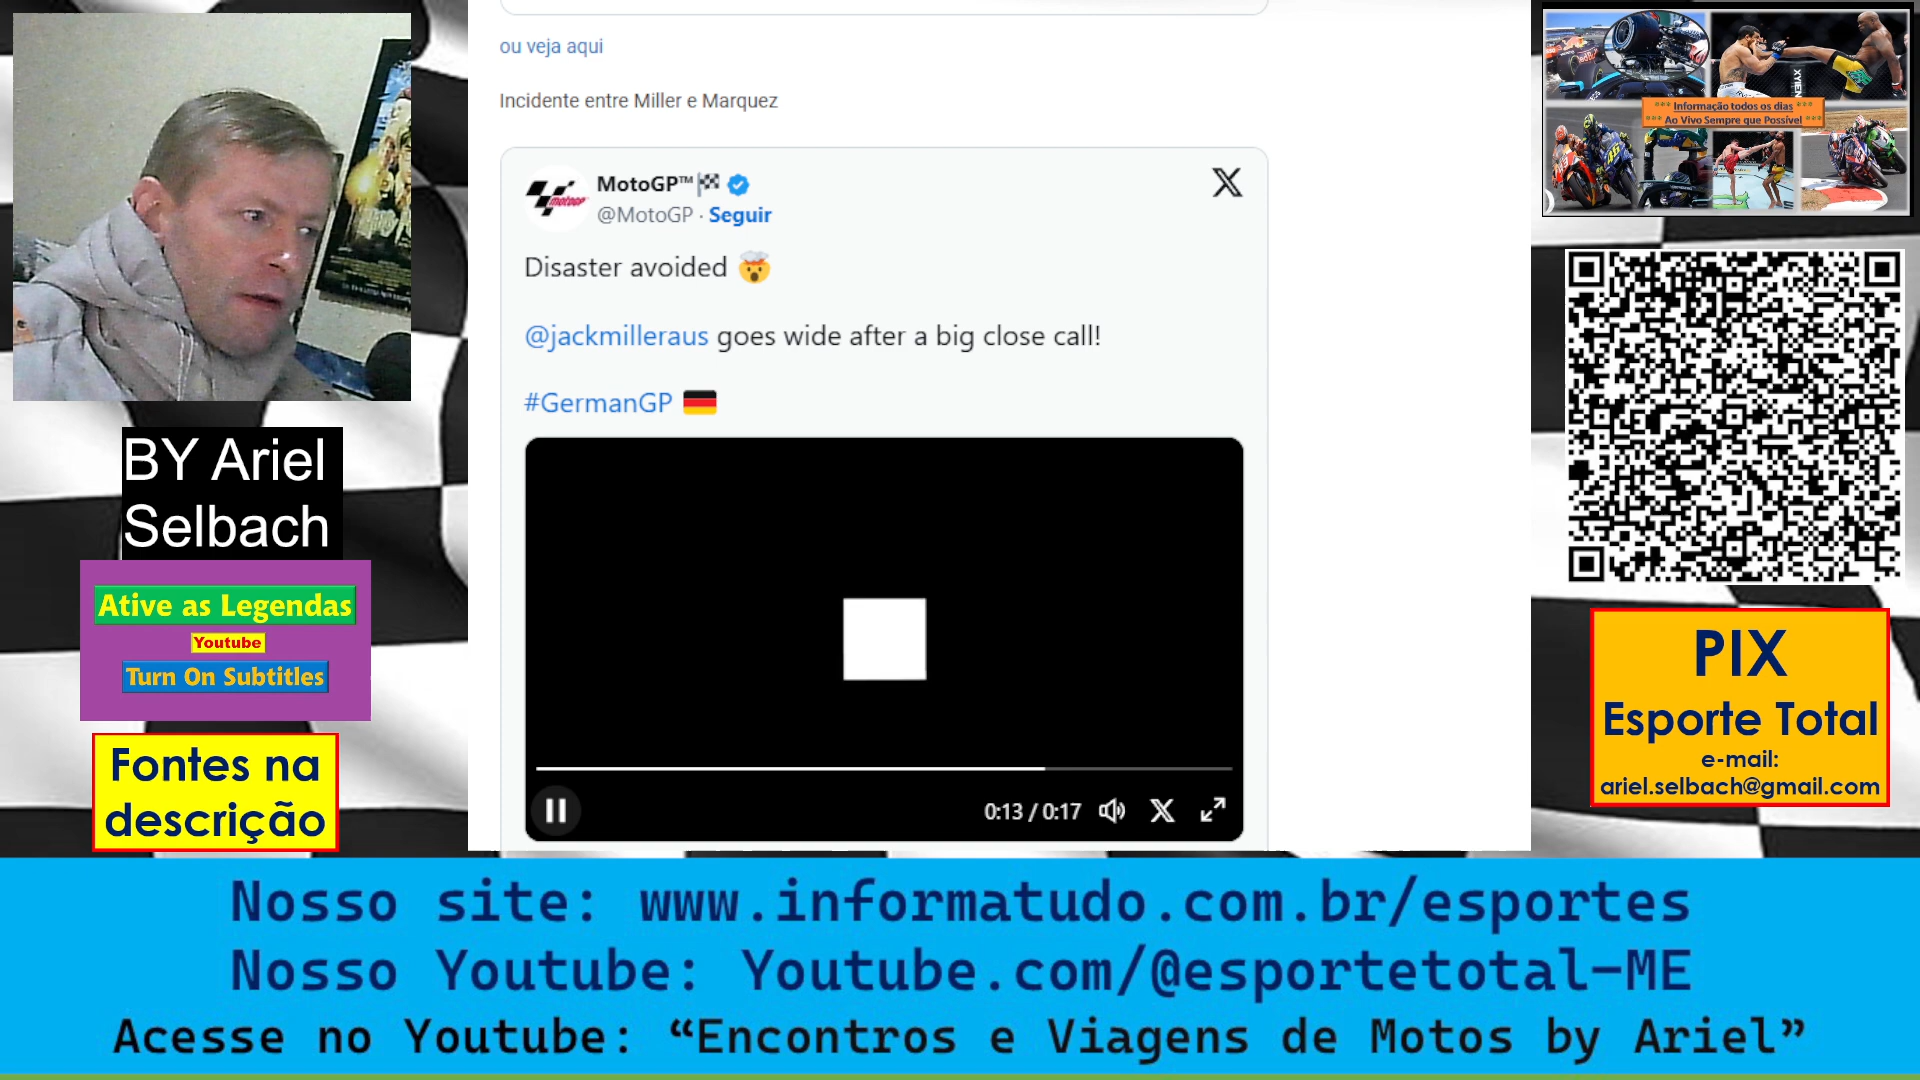 ou veja aqui
Incidente entre Miller e Marquez
MotoGP™
@MotoGP · Seguir
Disaster avoided
@jackmilleraus goes wide after a big close call!
#GermanGP
0:13 / 0:17
BY Ariel
Selbach
Ative as Legendas
Youtube
Turn On Subtitles
Fontes na
descrição
*** Informação todos os dias ***
*** Ao Vivo Sempre que Possível ***
PIX
Esporte Total
e-mail:
ariel.selbach@gmail.com
Nosso site: www.informatudo.com.br/esportes
Nosso Youtube: Youtube.com/@esportetotal-ME
Acesse no Youtube: “Encontros e Viagens de Motos by Ariel”